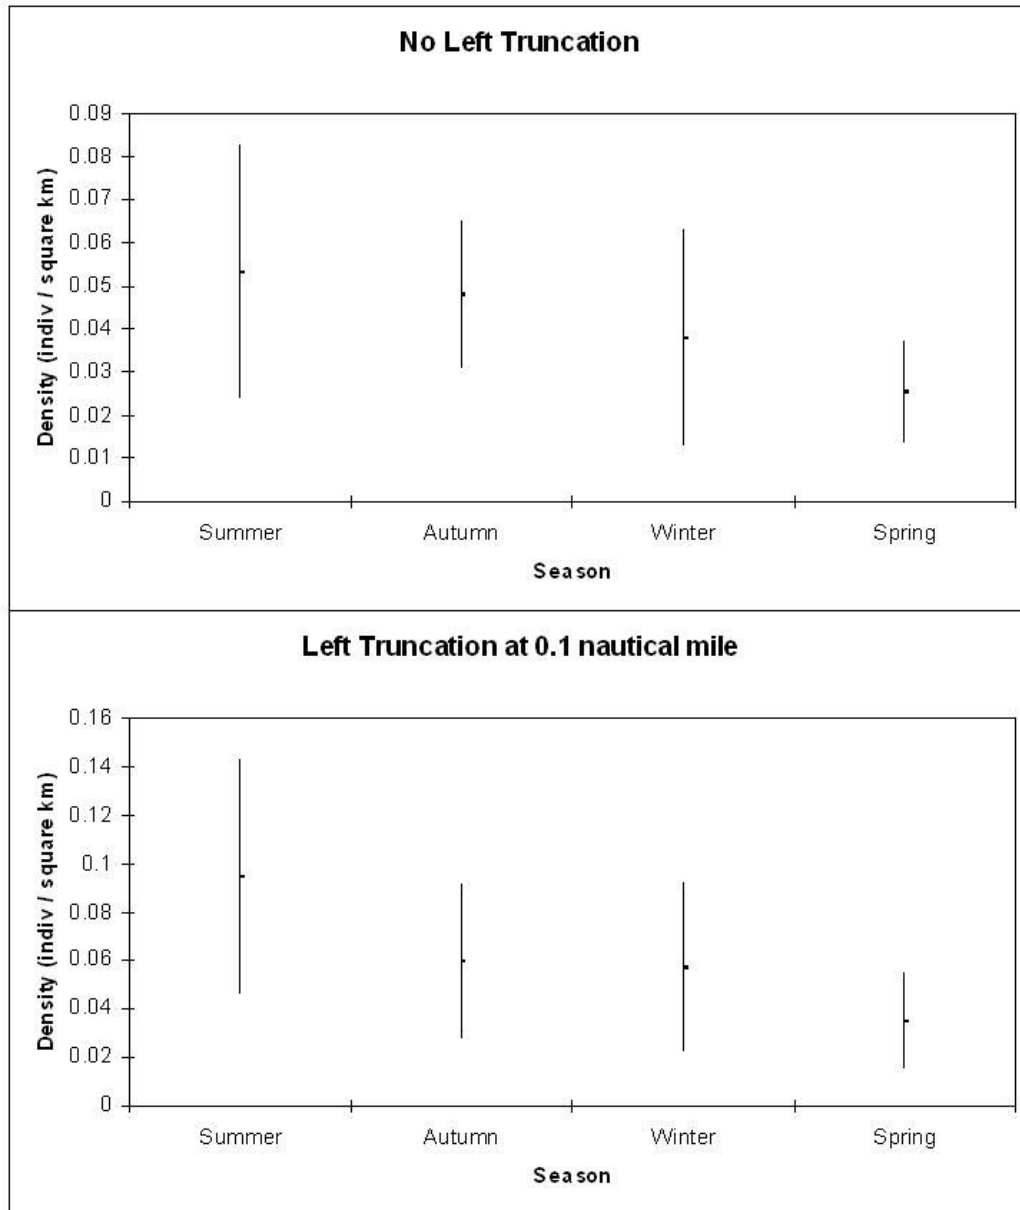 No Left Truncation
0.09
0.08
0.07
0.06
0.05
0.04
0.03
0.02
0.01
0
Density (indiv / square km)
Summer Autumn Winter Spring
Season
Left Truncation at 0.1 nautical mile
0.16
0.14
0.12
0.1
0.08
0.06
0.04
0.02
0
Density (indiv / square km)
Summer Autumn Winter Spring
Season